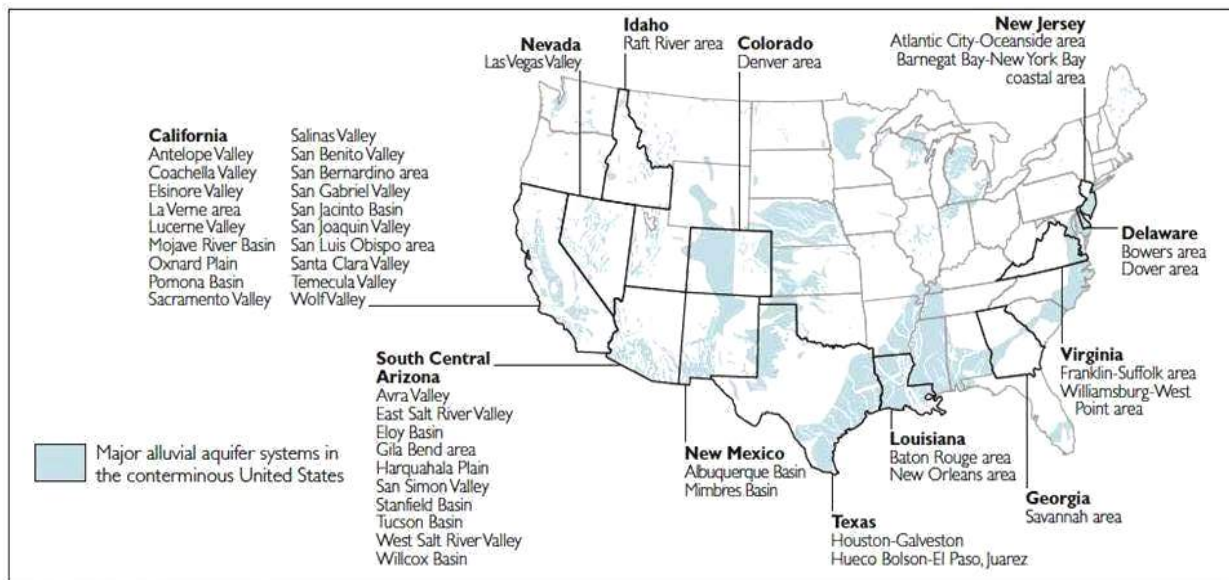 Idaho
Raft River area
Nevada
Las Vegas Valley
Colorado
Denver area
New Jersey
Atlantic City-Oceanside area
Barnegat Bay-New York Bay
coastal area
California
Antelope Valley
Coachella Valley
Elsinore Valley
La Verne area
Lucerne Valley
Mojave River Basin
Oxnard Plain
Pomona Basin
Sacramento Valley
Salinas Valley
San Benito Valley
San Bernardino area
San Gabriel Valley
San Jacinto Basin
San Joaquin Valley
San Luis Obispo area
Santa Clara Valley
Temecula Valley
Wolf Valley
Delaware
Bowers area
Dover area
South Central
Arizona
Avra Valley
East Salt River Valley
Eloy Basin
Gila Bend area
Harquahala Plain
San Simon Valley
Stanfield Basin
Tucson Basin
West Salt River Valley
Willcox Basin
Virginia
Franklin-Suffolk area
Williamsburg-West
Point area
Major alluvial aquifer systems in
the conterminous United States
New Mexico
Albuquerque Basin
Mimbres Basin
Louisiana
Baton Rouge area
New Orleans area
Georgia
Savannah area
Texas
Houston-Galveston
Hueco Bolson-El Paso, Juarez